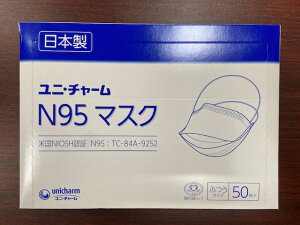 日本製
ユニ・チャーム
N95 マスク
米国NIOSH認証 N95：TC-84A-9252
unicharm
ユニ・チャーム
ふつう
サイズ
50枚入